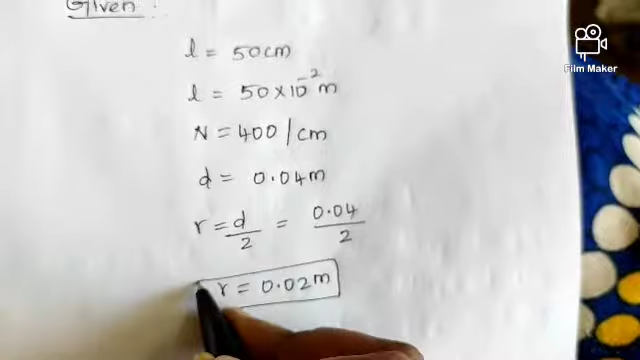 Given :
l = 50cm
l = 50×10⁻² m
N = 400 / cm
d = 0.04m
r = d/2 = 0.04/2
r = 0.02m
Film Maker